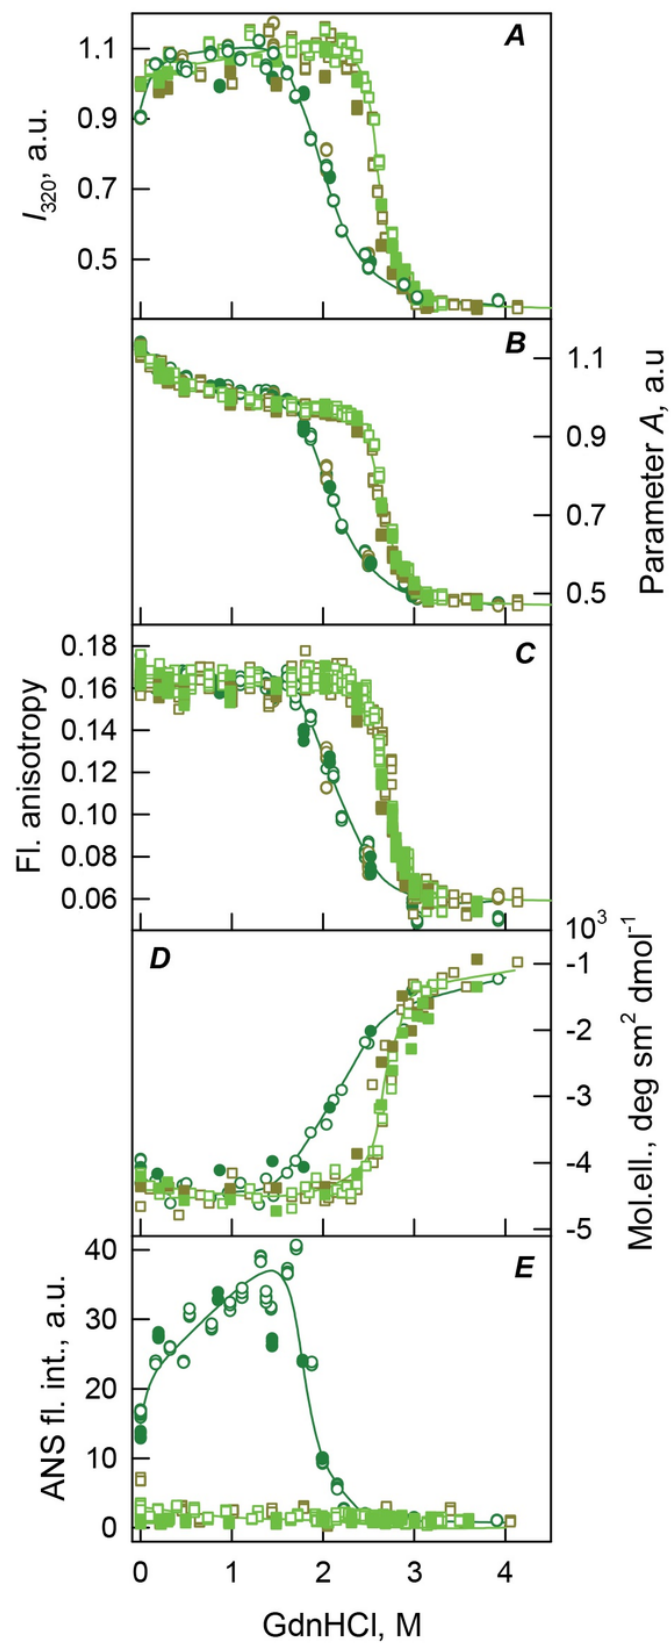 A
I320, a.u.
1.1
0.9
0.7
0.5
B
Parameter A, a.u
1.1
0.9
0.7
0.5
C
Fl. anisotropy
0.18
0.16
0.14
0.12
0.10
0.08
0.06
D
10³
Mol.ell., deg sm² dmol⁻¹
-1
-2
-3
-4
-5
E
ANS fl. int., a.u.
40
30
20
10
0
0 1 2 3 4
GdnHCl, M